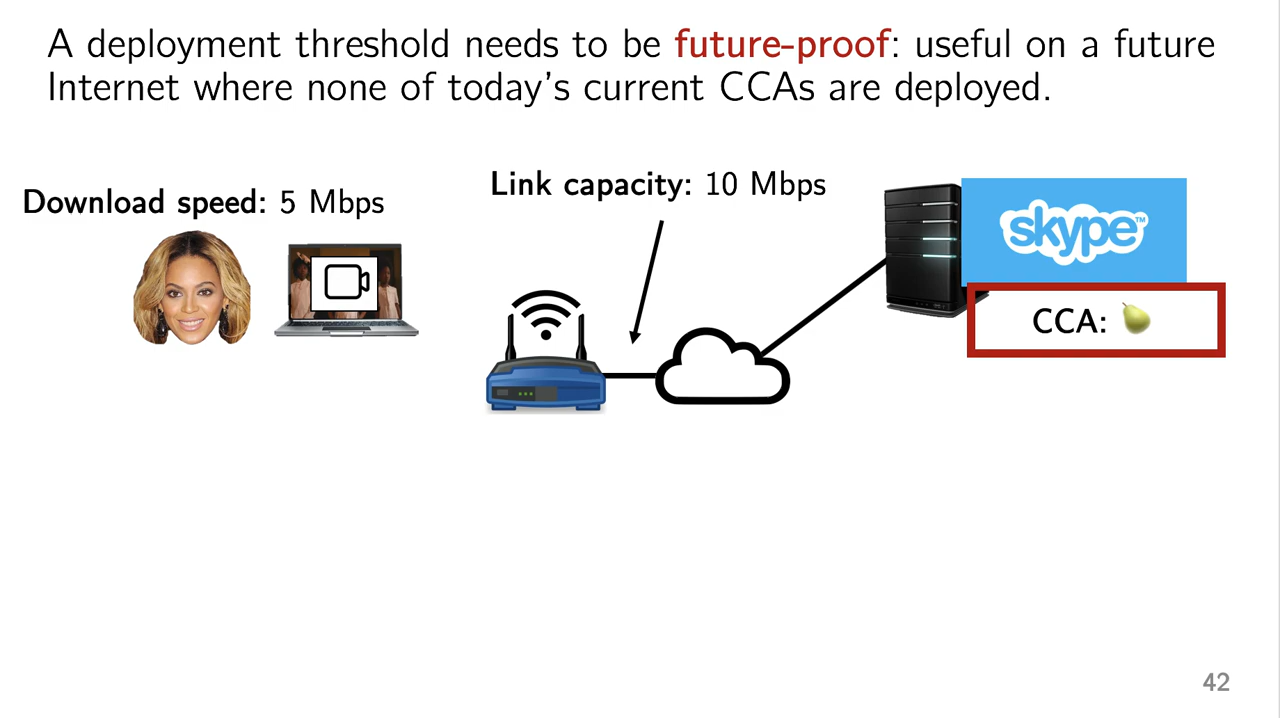 A deployment threshold needs to be future-proof: useful on a future
Internet where none of today's current CCAs are deployed.
Download speed: 5 Mbps
Link capacity: 10 Mbps
skype™
CCA: 🍐
42